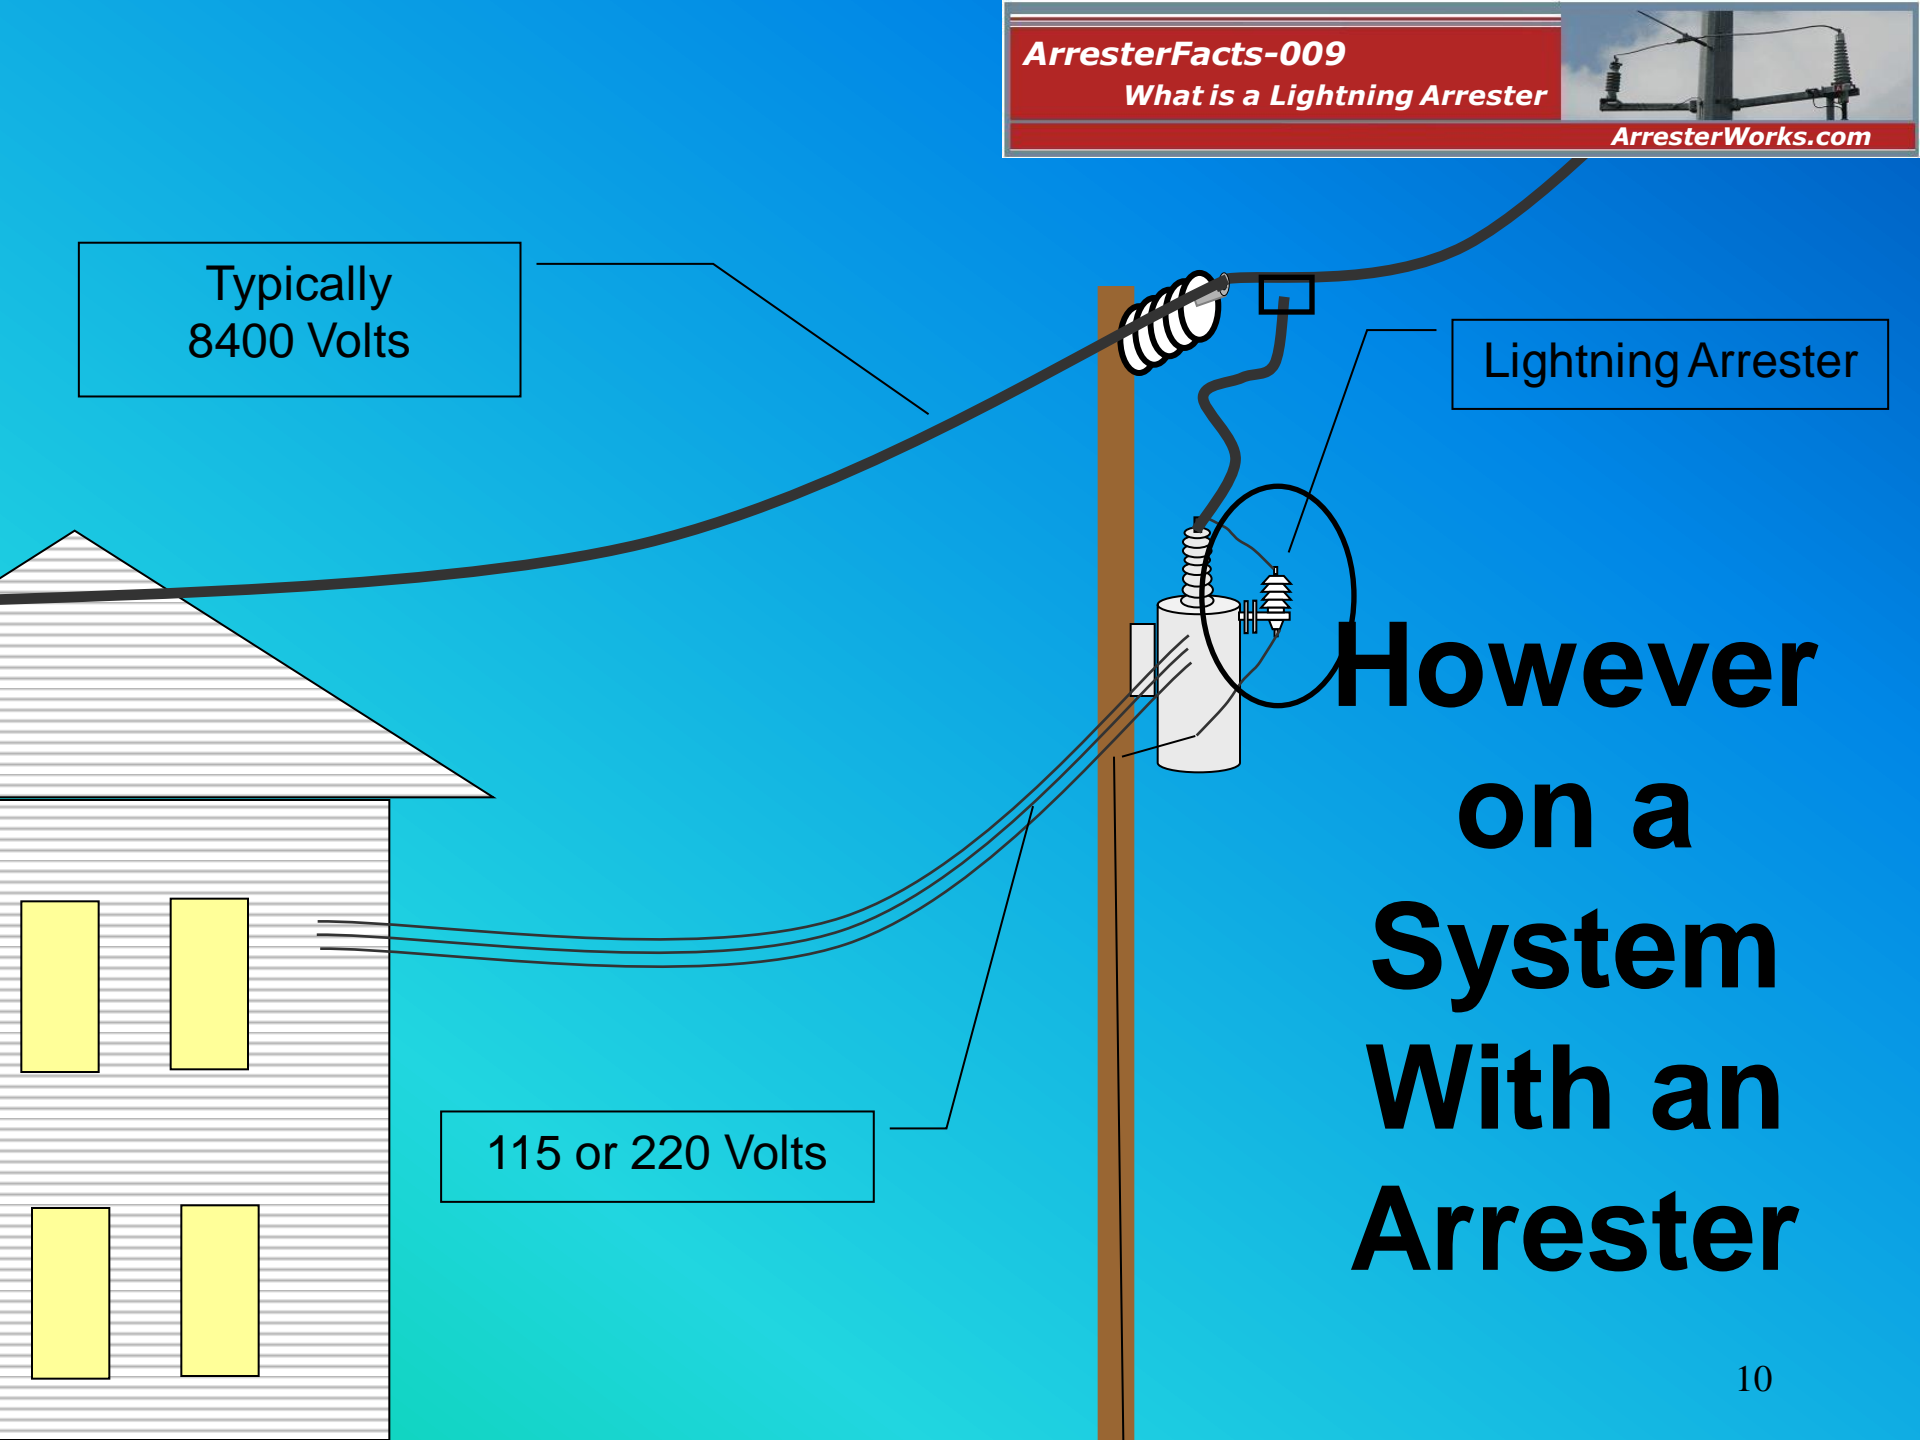 ArresterFacts-009
What is a Lightning Arrester
ArresterWorks.com
Typically
8400 Volts
Lightning Arrester
However
on a
System
With an
Arrester
115 or 220 Volts
10